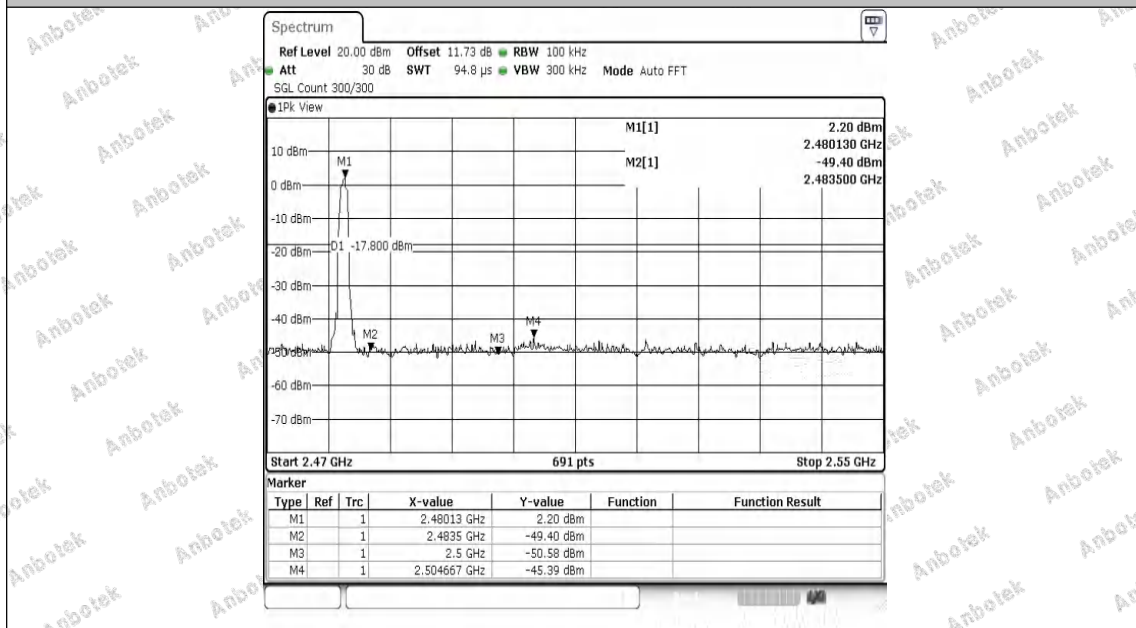 Spectrum
Ref Level 20.00 dBm Offset 11.73 dB RBW 100 kHz
Att 30 dB SWT 94.8 µs VBW 300 kHz Mode Auto FFT
SGL Count 300/300
1Pk View
M1[1] 2.20 dBm
2.480130 GHz
M2[1] -49.40 dBm
2.483500 GHz
10 dBm
M1
0 dBm
-10 dBm
D1 -17.800 dBm
-20 dBm
-30 dBm
-40 dBm
M2
M3
M4
-50 dBm
-60 dBm
-70 dBm
Start 2.47 GHz 691 pts Stop 2.55 GHz
Marker
Type Ref Trc X-value Y-value Function Function Result
M1 1 2.48013 GHz 2.20 dBm
M2 1 2.4835 GHz -49.40 dBm
M3 1 2.5 GHz -50.58 dBm
M4 1 2.504667 GHz -45.39 dBm
Anbotek